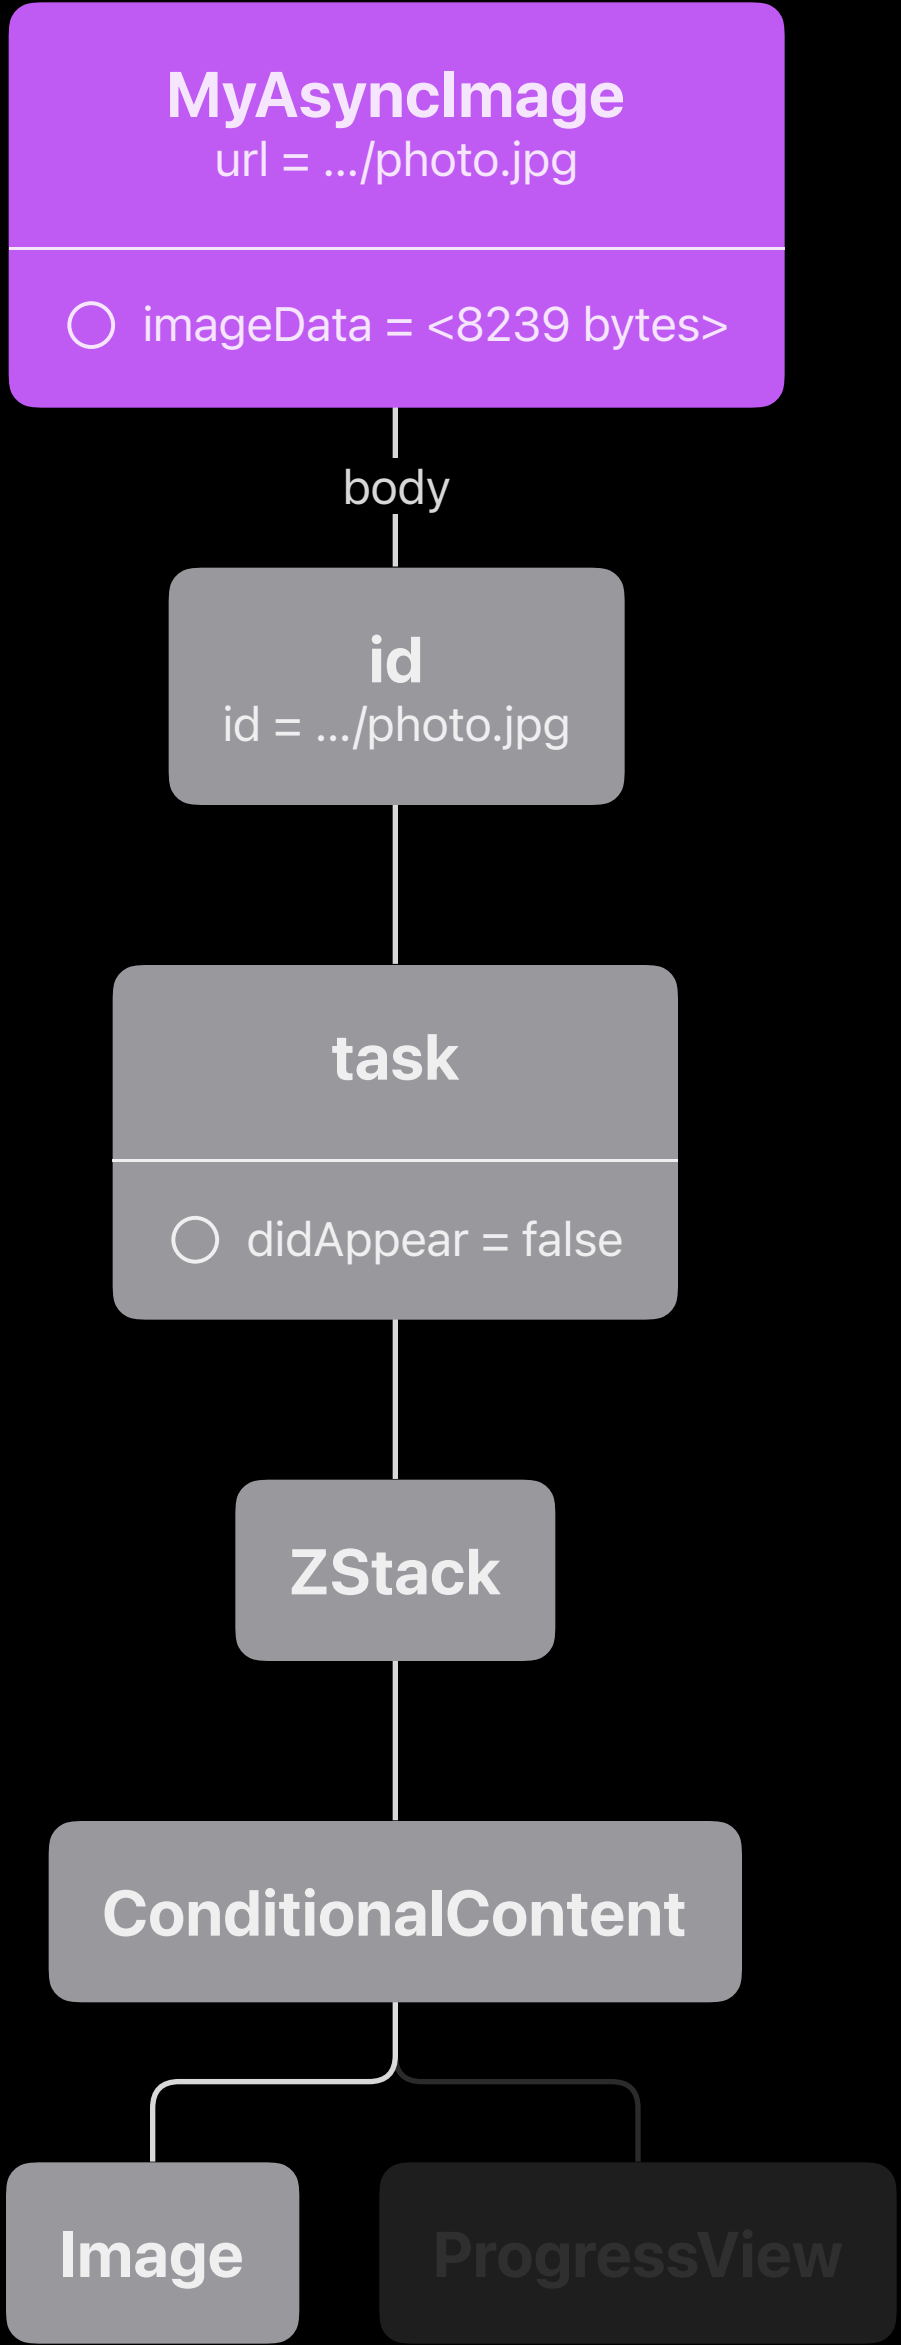 MyAsyncImage
url = .../photo.jpg
imageData = <8239 bytes>
body
id
id = .../photo.jpg
task
didAppear = false
ZStack
ConditionalContent
Image
ProgressView